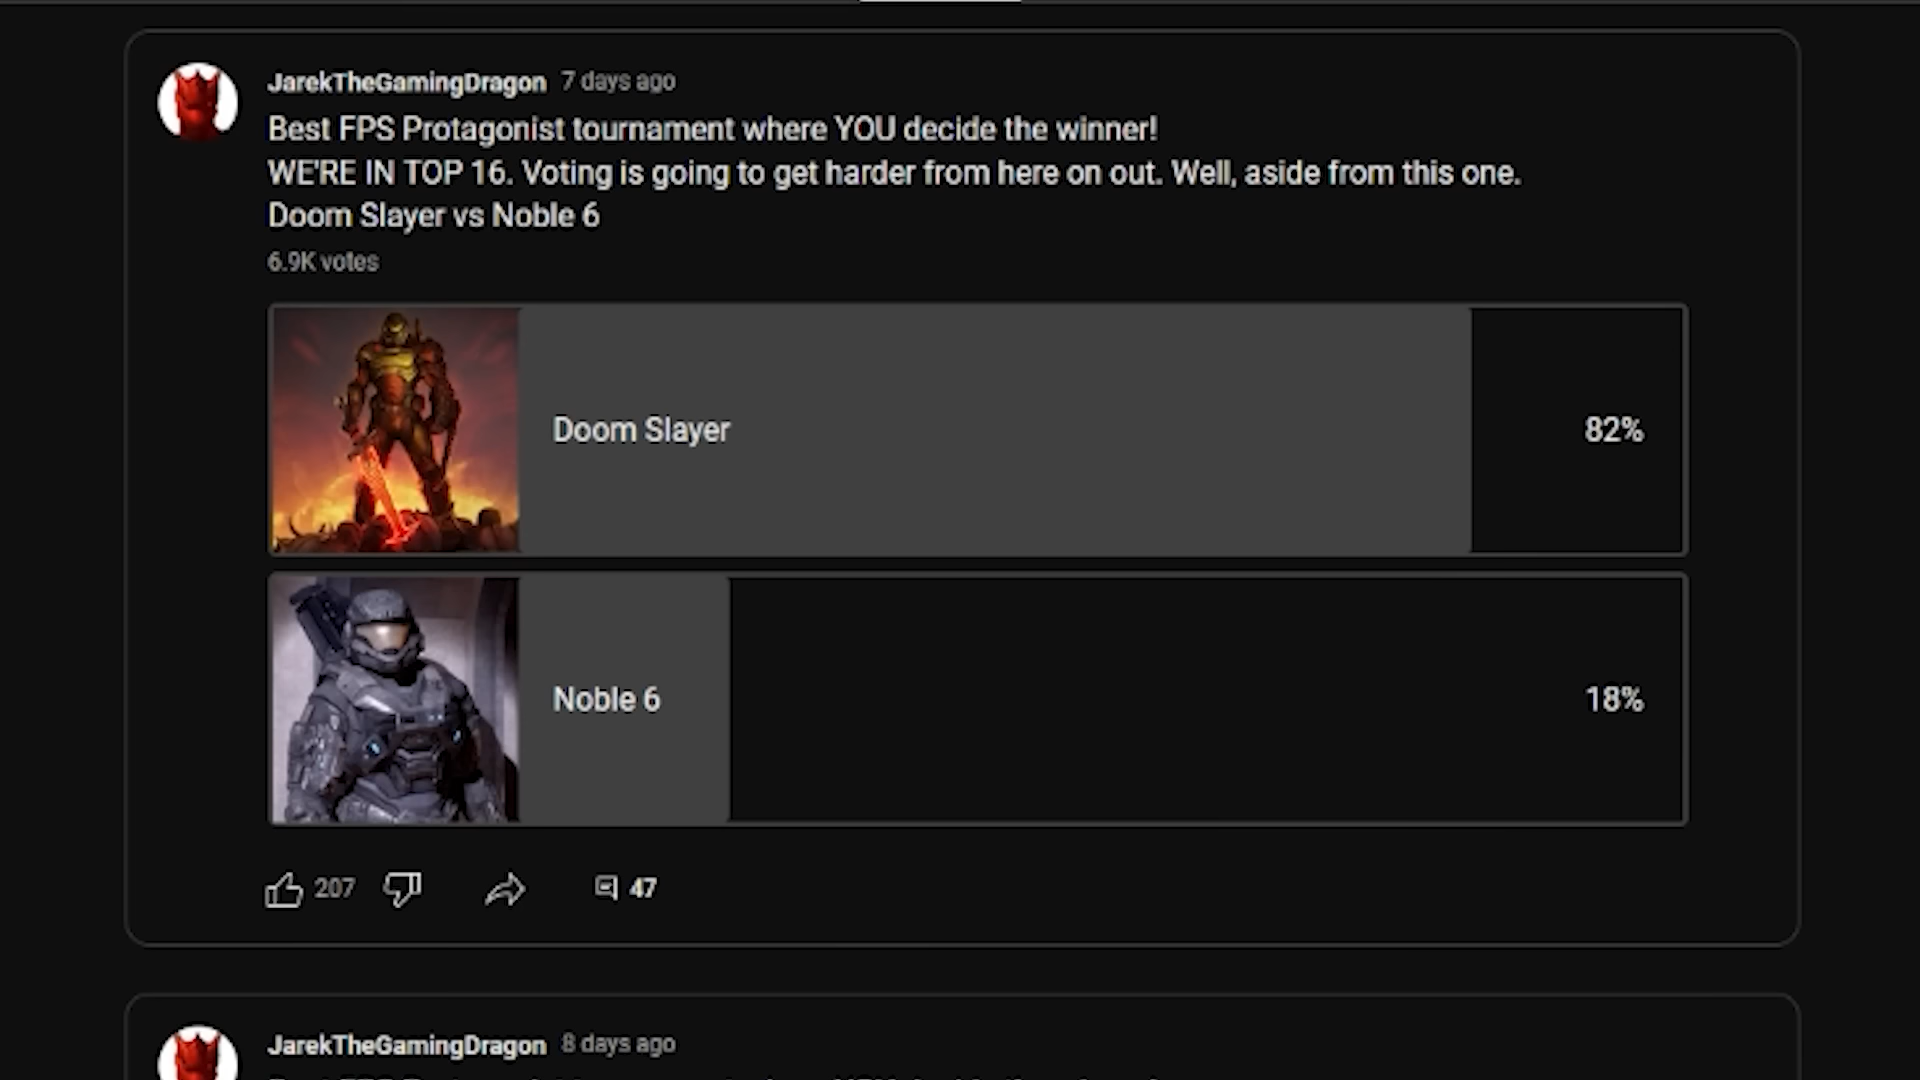 JarekTheGamingDragon 7 days ago
Best FPS Protagonist tournament where YOU decide the winner!
WE'RE IN TOP 16. Voting is going to get harder from here on out. Well, aside from this one.
Doom Slayer vs Noble 6
6.9K votes
Doom Slayer 82%
Noble 6 18%
207 47
JarekTheGamingDragon 8 days ago